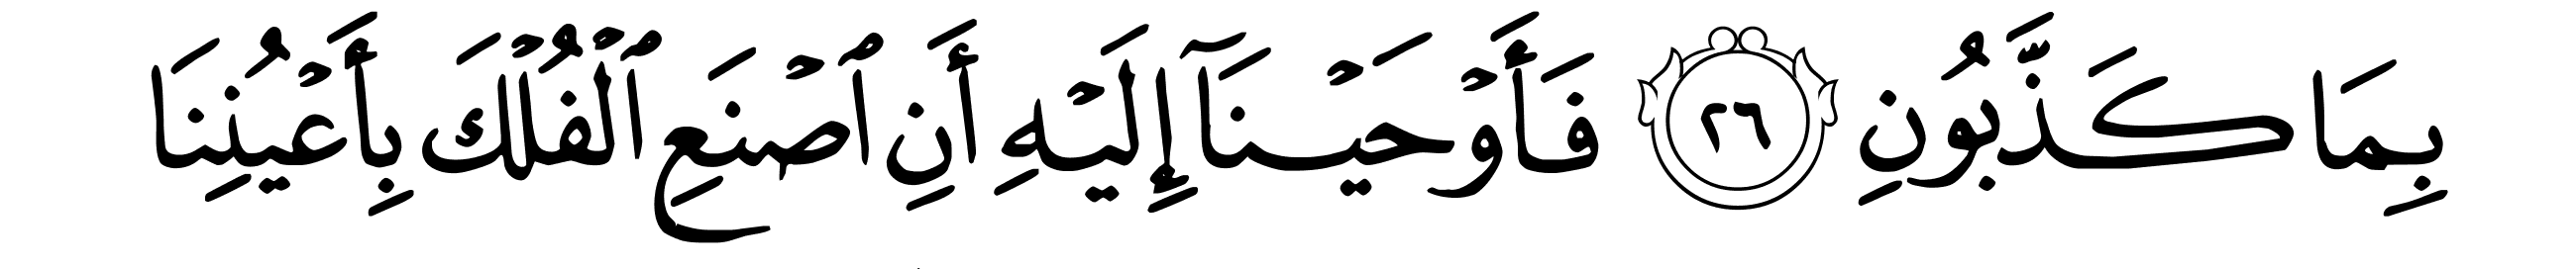 بِمَا كَذَّبُونِ ٢٦ فَأَوْحَيْنَآ إِلَيْهِ أَنِ ٱصْنَعِ ٱلْفُلْكَ بِأَعْيُنِنَا